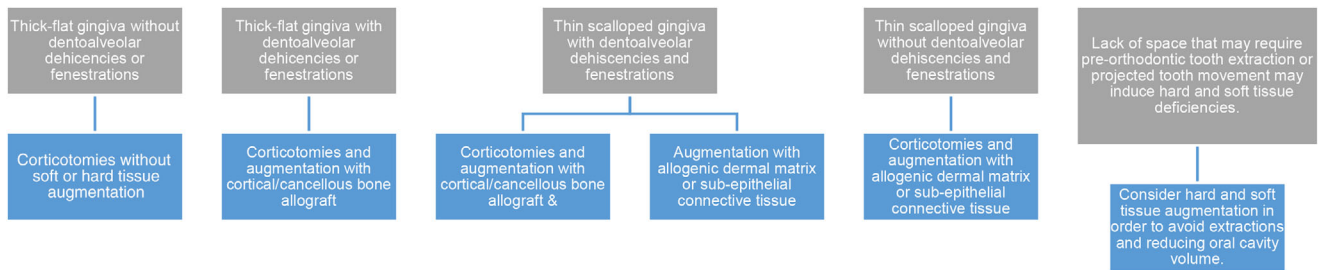 Thick-flat gingiva without
dentoalveolar
dehicencies or
fenestrations
Thick-flat gingiva with
dentoalveolar
dehicencies or
fenestrations
Thin scalloped gingiva
with dentoalveolar
dehiscencies and
fenestrations
Thin scalloped gingiva
without dentoalveolar
dehiscencies and
fenestrations
Lack of space that may require
pre-orthodontic tooth extraction or
projected tooth movement may
induce hard and soft tissue
deficiencies.
Corticotomies without
soft or hard tissue
augmentation
Corticotomies and
augmentation with
cortical/cancellous bone
allograft
Corticotomies and
augmentation with
cortical/cancellous bone
allograft &
Augmentation with
allogenic dermal matrix
or sub-epithelial
connective tissue
Corticotomies and
augmentation with
allogenic dermal matrix
or sub-epithelial
connective tissue
Consider hard and soft
tissue augmentation in
order to avoid extractions
and reducing oral cavity
volume.